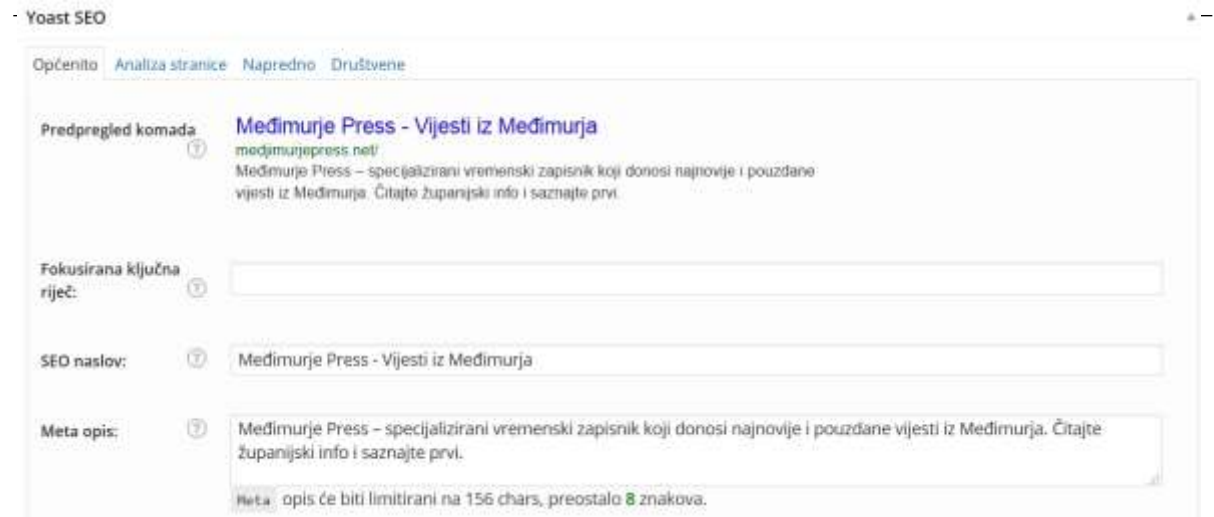 Yoast SEO
Općenito Analiza stranice Napredno Društvene
Predpregled komada
?
Međimurje Press - Vijesti iz Međimurja
medjimurjepress.net/
Međimurje Press – specijalizirani vremenski zapisnik koji donosi najnovije i pouzdane
vijesti iz Međimurja. Čitajte županijski info i saznajte prvi.
Fokusirana ključna
riječ: ?
SEO naslov: ? Međimurje Press - Vijesti iz Međimurja
Meta opis: ? Međimurje Press – specijalizirani vremenski zapisnik koji donosi najnovije i pouzdane vijesti iz Međimurja. Čitajte
županijski info i saznajte prvi.
Meta opis će biti limitirani na 156 chars, preostalo 8 znakova.